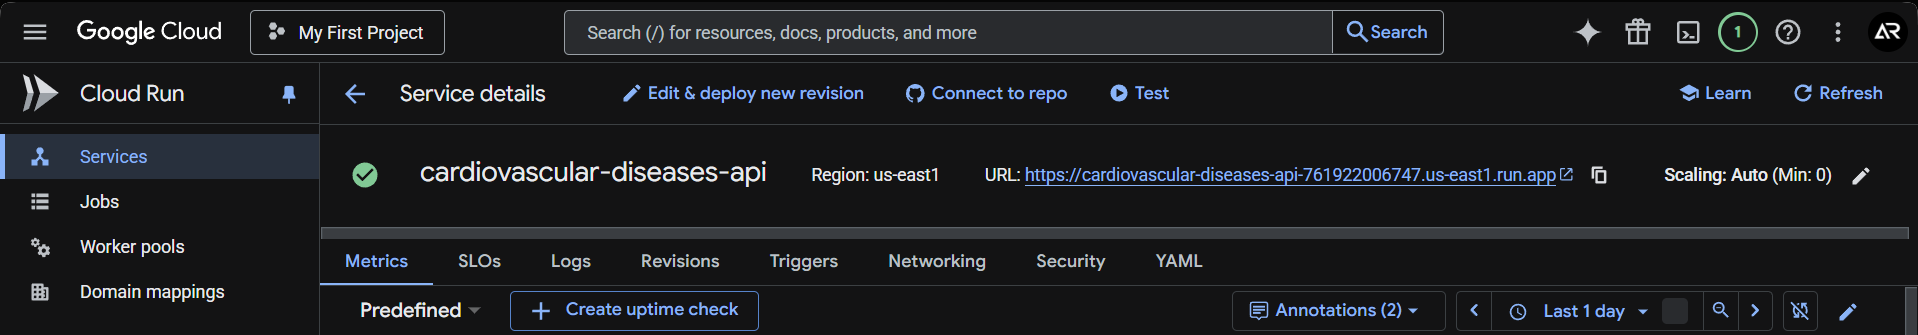 Google Cloud My First Project Search (/) for resources, docs, products, and more Search 1 AR
Cloud Run Service details Edit & deploy new revision Connect to repo Test Learn Refresh
Services
Jobs
Worker pools
Domain mappings
cardiovascular-diseases-api Region: us-east1 URL: https://cardiovascular-diseases-api-761922006747.us-east1.run.app Scaling: Auto (Min: 0)
Metrics SLOs Logs Revisions Triggers Networking Security YAML
Predefined Create uptime check Annotations (2) Last 1 day